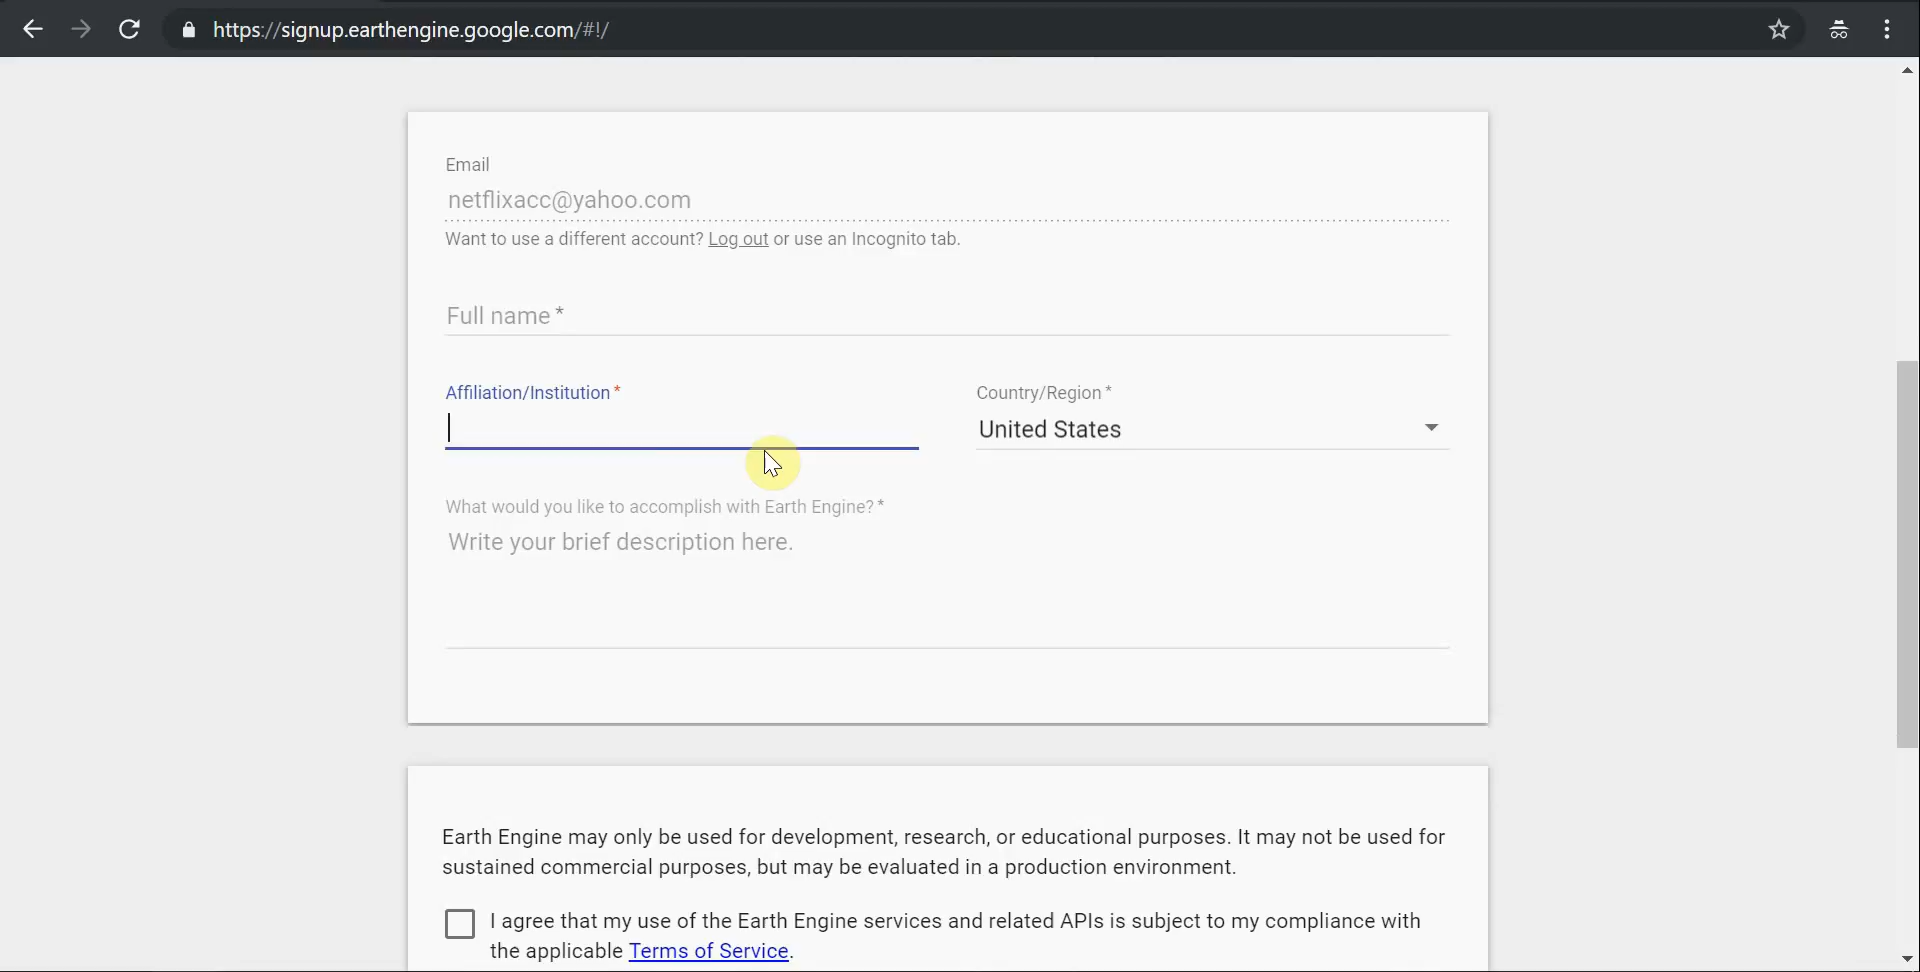 https://signup.earthengine.google.com/#!/
Email
netflixacc@yahoo.com
Want to use a different account? Log out or use an Incognito tab.
Full name *
Affiliation/Institution *
Country/Region *
United States
What would you like to accomplish with Earth Engine? *
Write your brief description here.
Earth Engine may only be used for development, research, or educational purposes. It may not be used for
sustained commercial purposes, but may be evaluated in a production environment.
I agree that my use of the Earth Engine services and related APIs is subject to my compliance with
the applicable Terms of Service.